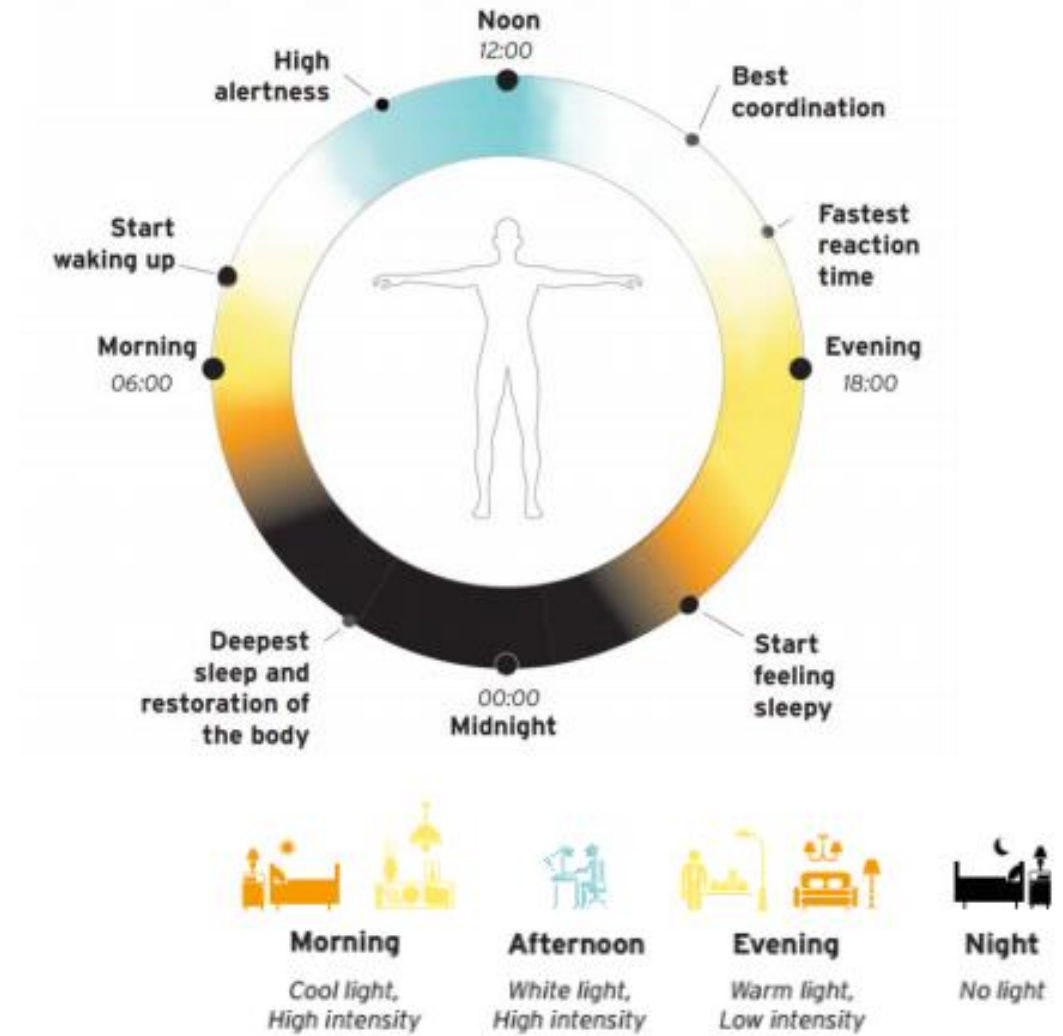 Noon
12:00
High
alertness
Best
coordination
Start
waking up
Fastest
reaction
time
Morning
06:00
Evening
18:00
Deepest
sleep and
restoration of
the body
00:00
Midnight
Start
feeling
sleepy
Morning
Cool light,
High intensity
Afternoon
White light,
High intensity
Evening
Warm light,
Low intensity
Night
No light